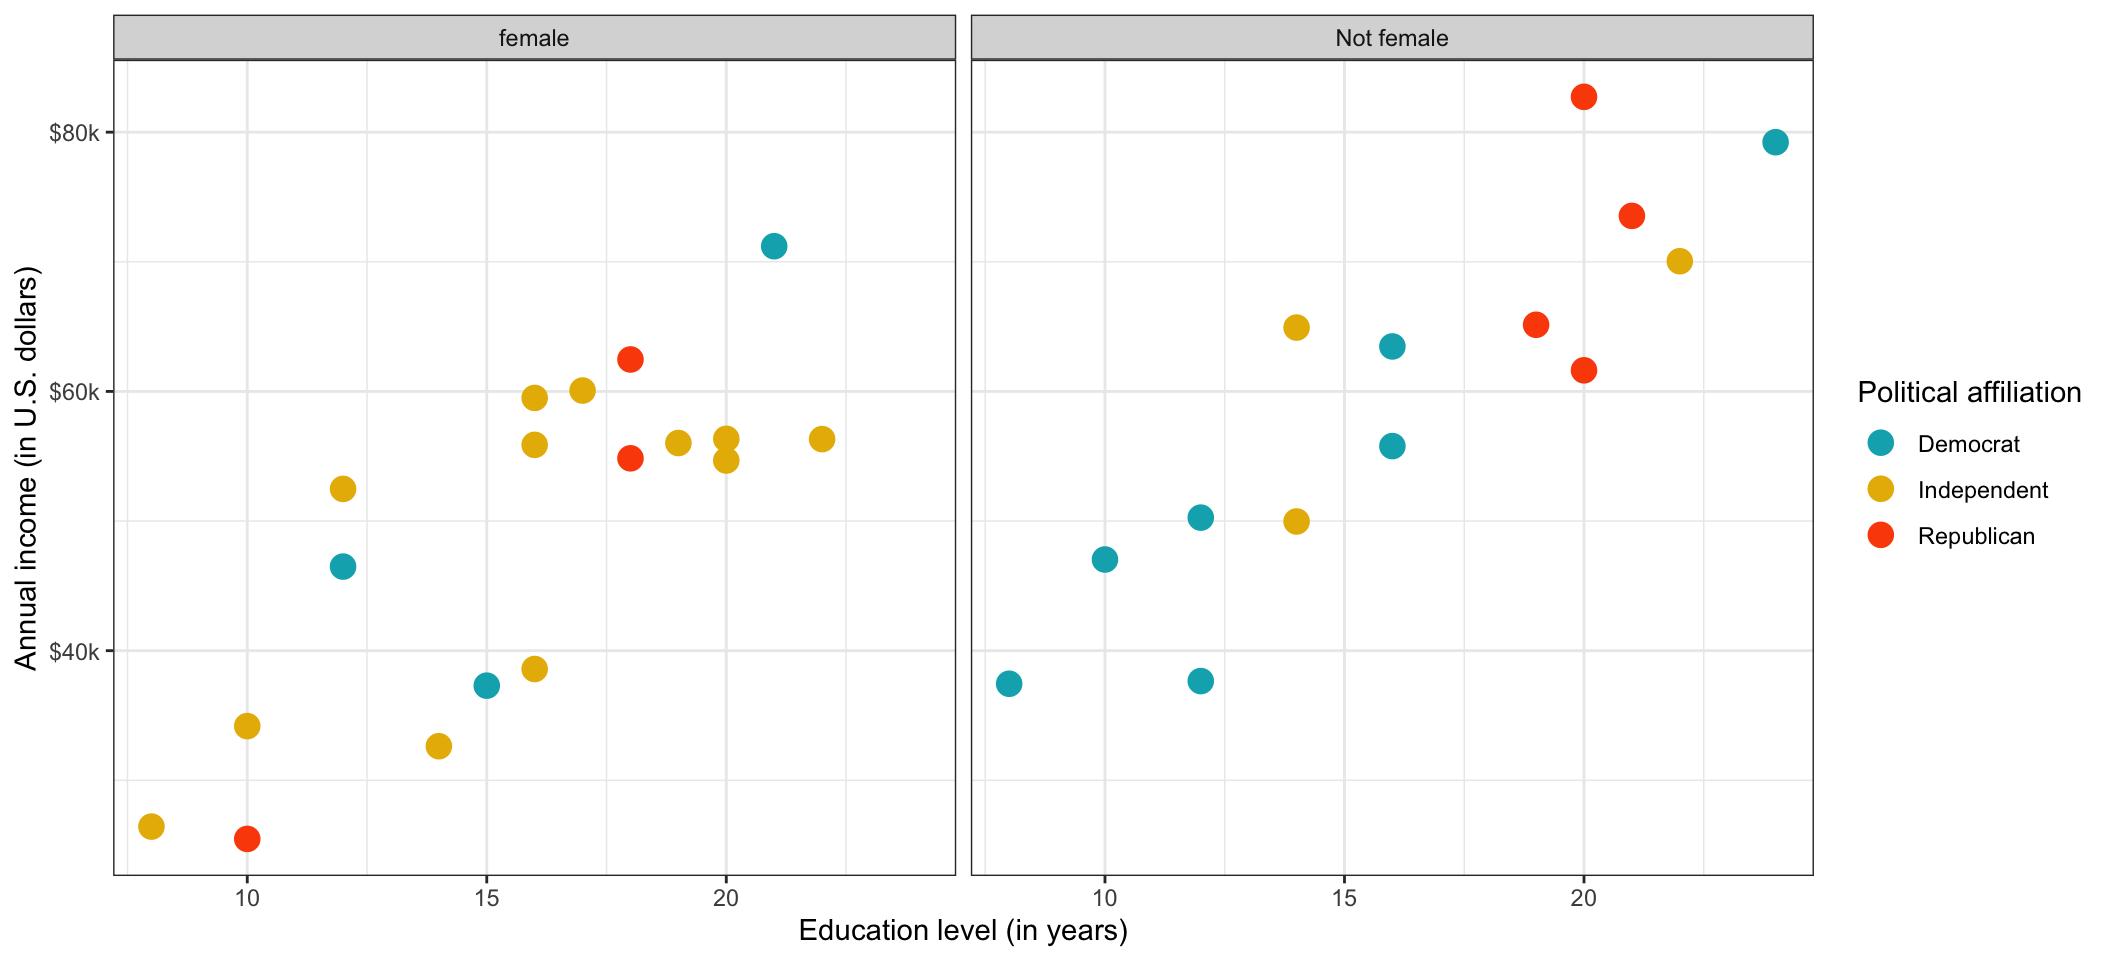 female
Not female
$80k
$60k
$40k
Annual income (in U.S. dollars)
10
15
20
10
15
20
Education level (in years)
Political affiliation
Democrat
Independent
Republican